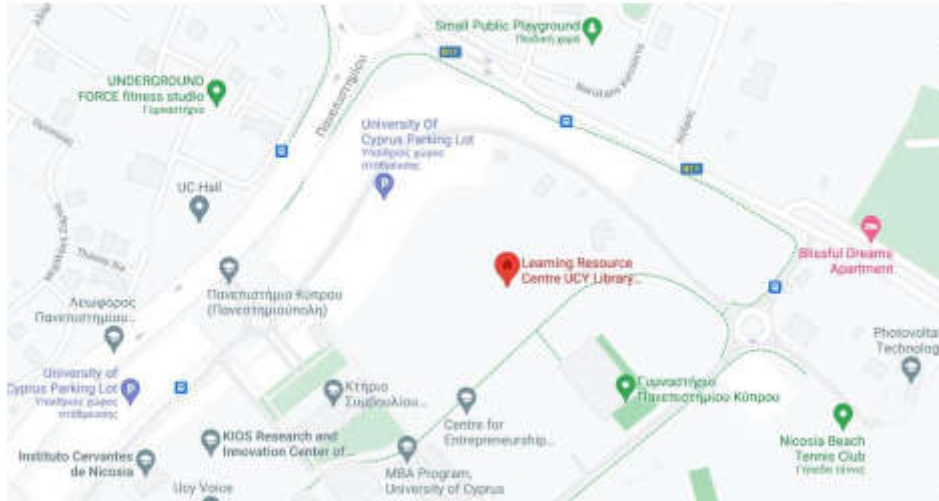 Small Public Playground
Παιδική χαρά
B17
UNDERGROUND
FORCE fitness studio
Γυμναστήριο
Πανεπιστημίου
University Of
Cyprus Parking Lot
Υπαίθριος χώρος
στάθμευσης
B17
UC Hall
Learning Resource
Centre UCY Library...
Blissful Dreams
Apartment
Πανεπιστήμιο Κύπρου
(Πανεπιστημιούπολη)
Λεωφόρος
Πανεπιστημίου...
Photovolta
Technolog
University of
Cyprus Parking Lot
Υπαίθριος χώρος
στάθμευσης
Κτήριο
Συμβουλίου...
Γυμναστήριο
Πανεπιστημίου Κύπρου
Centre for
Entrepreneurship...
KIOS Research and
Innovation Center of...
Nicosia Beach
Tennis Club
Γήπεδο τένις
Instituto Cervantes
de Nicosia
MBA Program,
University of Cyprus
Ucy Voice